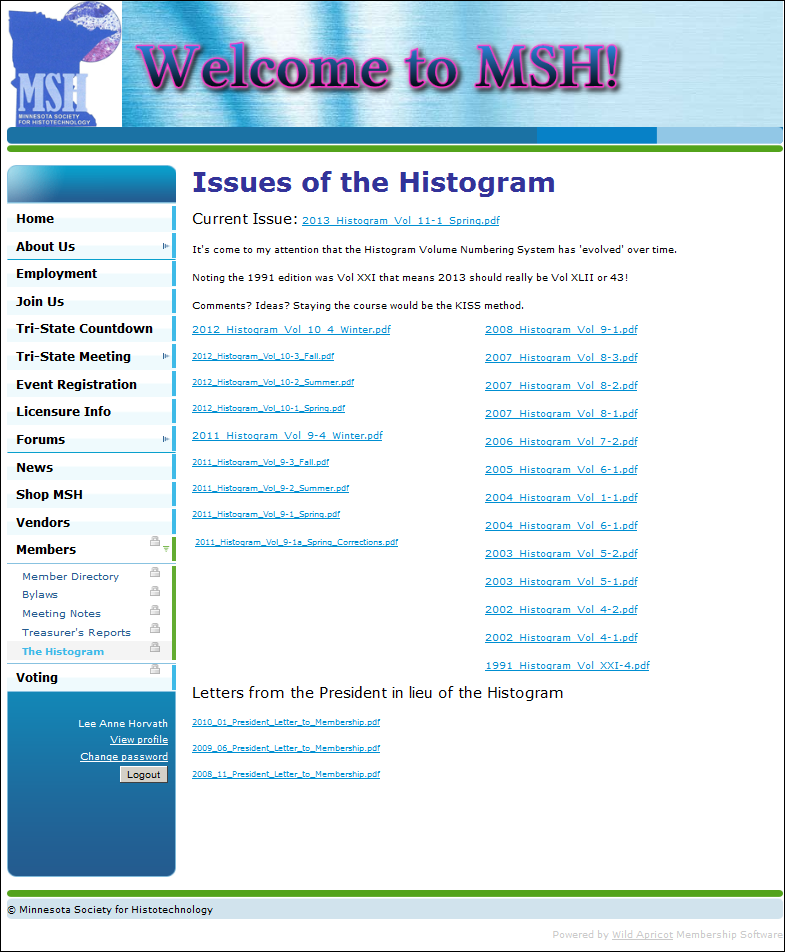 MSH
MINNESOTA SOCIETY
FOR HISTOTECHNOLOGY
Welcome to MSH!
Home
About Us
Employment
Join Us
Tri-State Countdown
Tri-State Meeting
Event Registration
Licensure Info
Forums
News
Shop MSH
Vendors
Members
Member Directory
Bylaws
Meeting Notes
Treasurer's Reports
The Histogram
Voting
Lee Anne Horvath
View profile
Change password
Logout
Issues of the Histogram
Current Issue: 2013_Histogram_Vol_11-1_Spring.pdf
It's come to my attention that the Histogram Volume Numbering System has 'evolved' over time.
Noting the 1991 edition was Vol XXI that means 2013 should really be Vol XLII or 43!
Comments? Ideas? Staying the course would be the KISS method.
2012_Histogram_Vol_10_4_Winter.pdf
2012_Histogram_Vol_10-3_Fall.pdf
2012_Histogram_Vol_10-2_Summer.pdf
2012_Histogram_Vol_10-1_Spring.pdf
2011_Histogram_Vol_9-4_Winter.pdf
2011_Histogram_Vol_9-3_Fall.pdf
2011_Histogram_Vol_9-2_Summer.pdf
2011_Histogram_Vol_9-1_Spring.pdf
2011_Histogram_Vol_9-1a_Spring_Corrections.pdf
2008_Histogram_Vol_9-1.pdf
2007_Histogram_Vol_8-3.pdf
2007_Histogram_Vol_8-2.pdf
2007_Histogram_Vol_8-1.pdf
2006_Histogram_Vol_7-2.pdf
2005_Histogram_Vol_6-1.pdf
2004_Histogram_Vol_1-1.pdf
2004_Histogram_Vol_6-1.pdf
2003_Histogram_Vol_5-2.pdf
2003_Histogram_Vol_5-1.pdf
2002_Histogram_Vol_4-2.pdf
2002_Histogram_Vol_4-1.pdf
1991_Histogram_Vol_XXI-4.pdf
Letters from the President in lieu of the Histogram
2010_01_President_Letter_to_Membership.pdf
2009_06_President_Letter_to_Membership.pdf
2008_11_President_Letter_to_Membership.pdf
© Minnesota Society for Histotechnology
Powered by Wild Apricot Membership Software